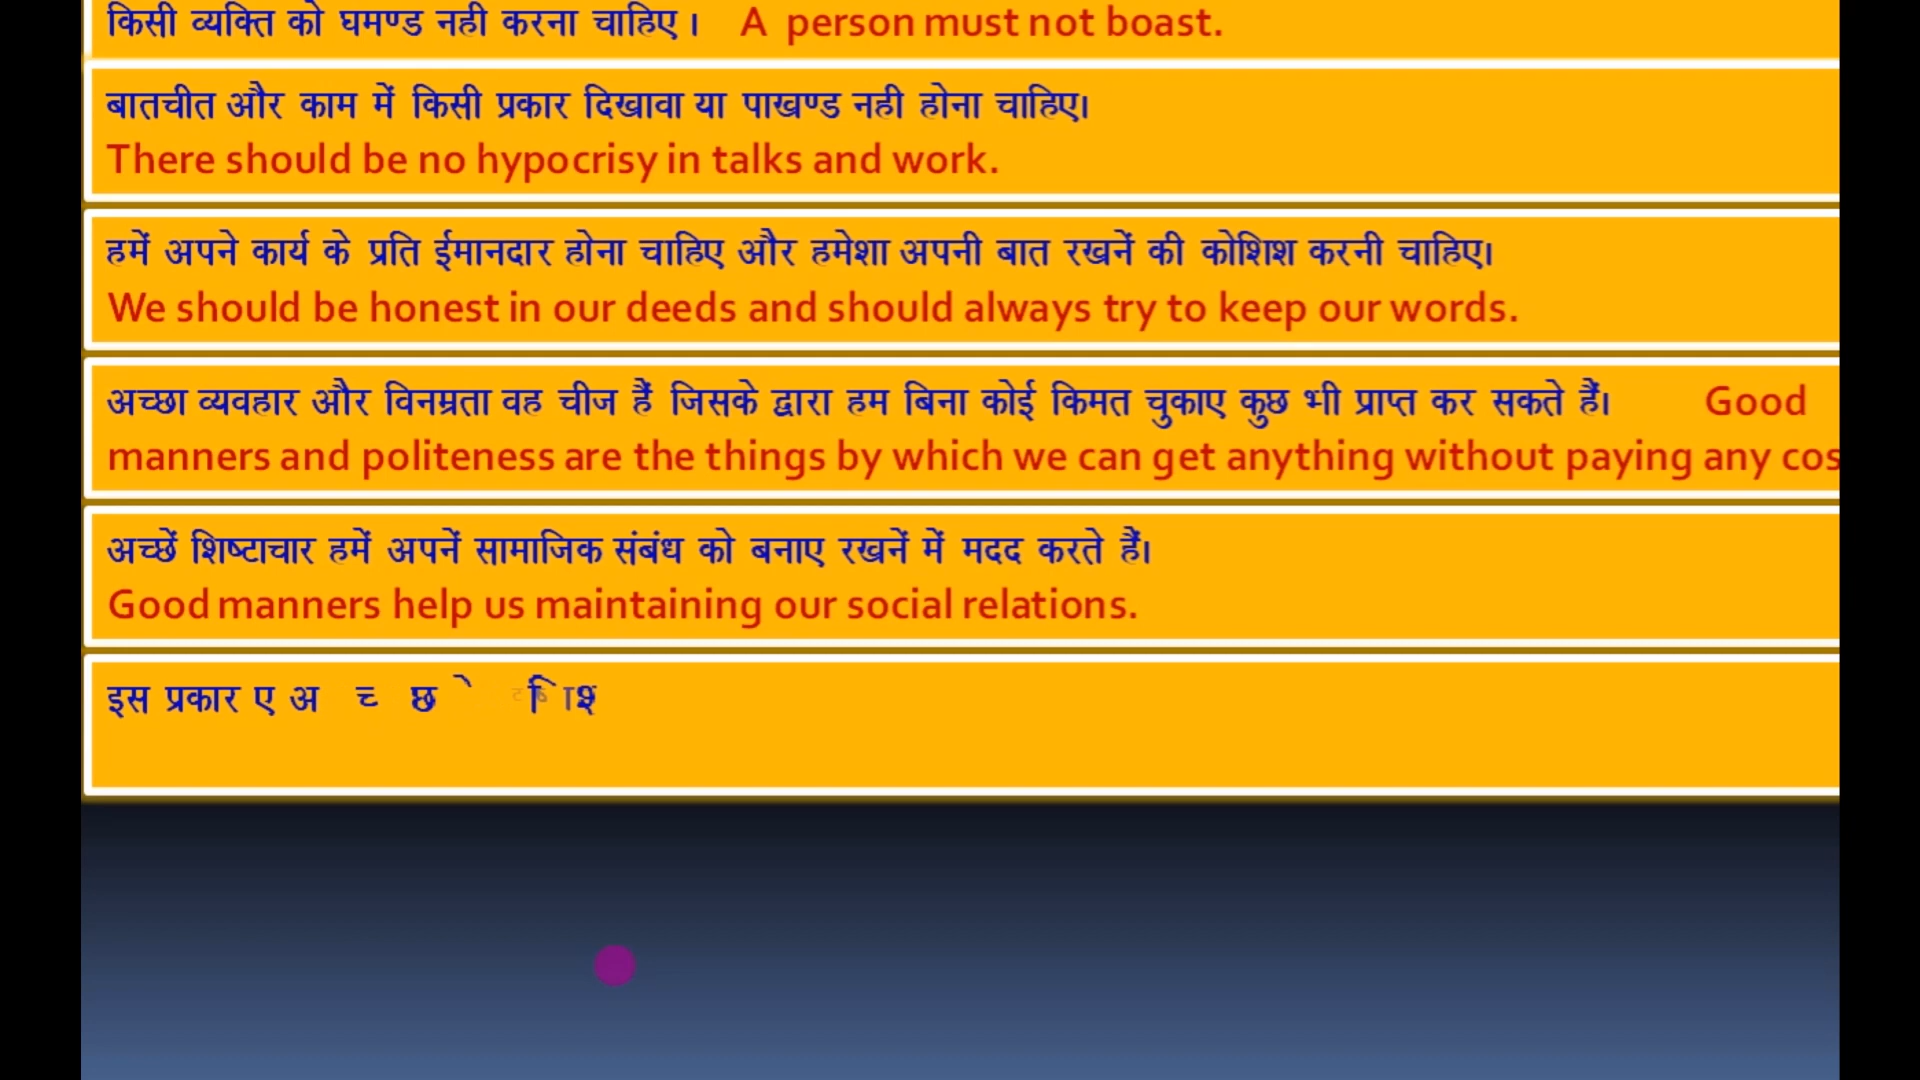 किसी व्यक्ति को घमण्ड नही करना चाहिए। A person must not boast.
बातचीत और काम में किसी प्रकार दिखावा या पाखण्ड नही होना चाहिए।
There should be no hypocrisy in talks and work.
हमें अपने कार्य के प्रति ईमानदार होना चाहिए और हमेशा अपनी बात रखनें की कोशिश करनी चाहिए।
We should be honest in our deeds and should always try to keep our words.
अच्छा व्यवहार और विनम्रता वह चीज हैं जिसके द्वारा हम बिना कोई किमत चुकाए कुछ भी प्राप्त कर सकते हैं। Good
manners and politeness are the things by which we can get anything without paying any cos
अच्छें शिष्टाचार हमें अपनें सामाजिक संबंध को बनाए रखनें में मदद करते हैं।
Good manners help us maintaining our social relations.
इस प्रकार ए